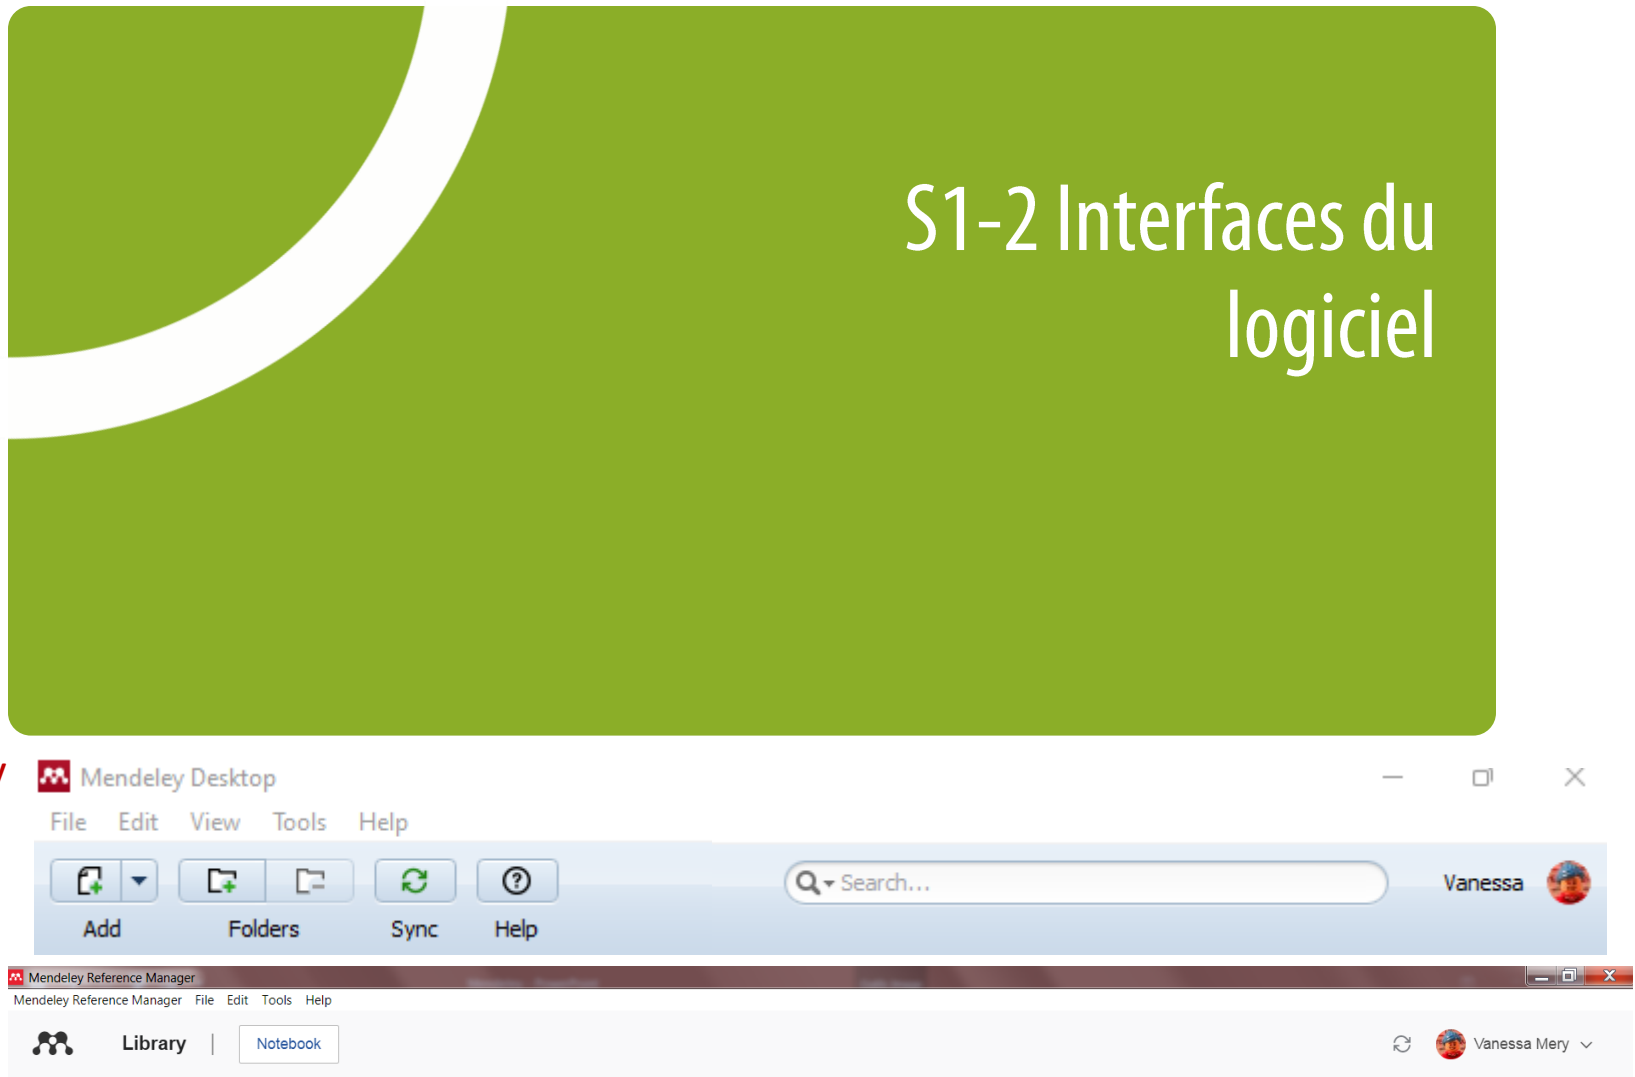 S1-2 Interfaces du
logiciel
Mendeley Desktop
File Edit View Tools Help
Search... Vanessa
Add Folders Sync Help
Mendeley Reference Manager
Mendeley Reference Manager File Edit Tools Help
Library | Notebook Vanessa Mery